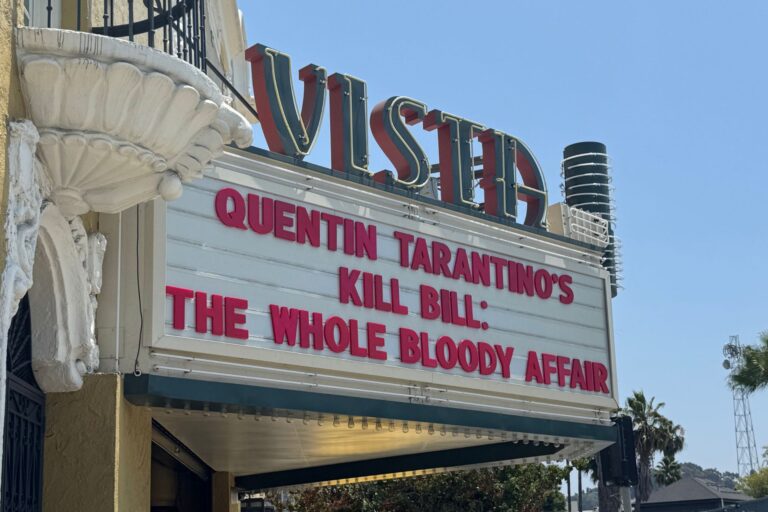 VISTA
QUENTIN TARANTINO'S
KILL BILL:
THE WHOLE BLOODY AFFAIR